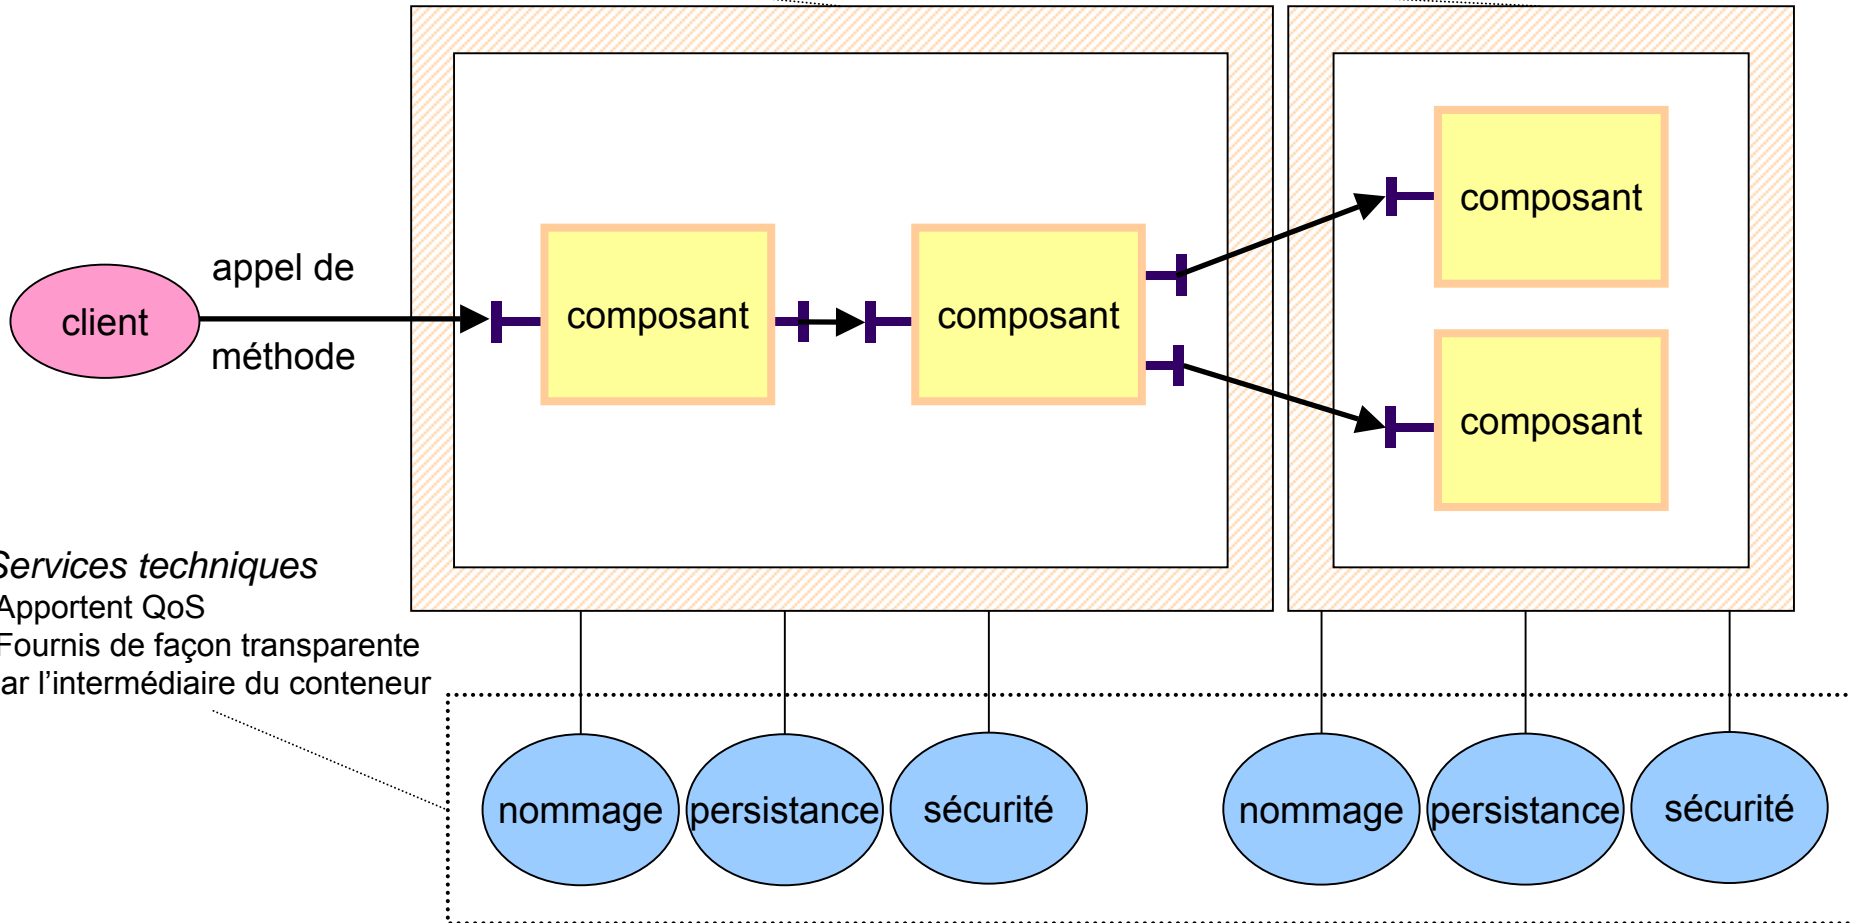 composant
appel de
client
composant
composant
méthode
composant
Services techniques
Apportent QoS
Fournis de façon transparente
ar l’intermédiaire du conteneur
nommage
persistance
sécurité
nommage
persistance
sécurité